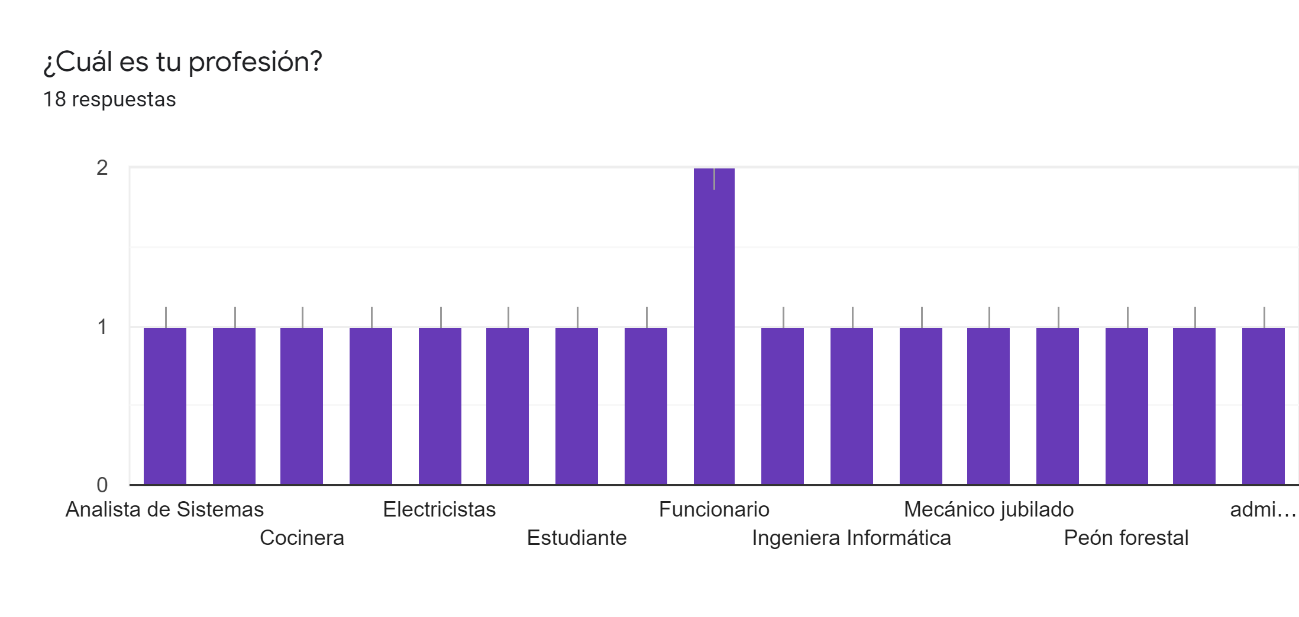 ¿Cuál es tu profesión?
18 respuestas
2
1
0
Analista de Sistemas
Electricistas
Funcionario
Mecánico jubilado
admi…
Cocinera
Estudiante
Ingeniera Informática
Peón forestal